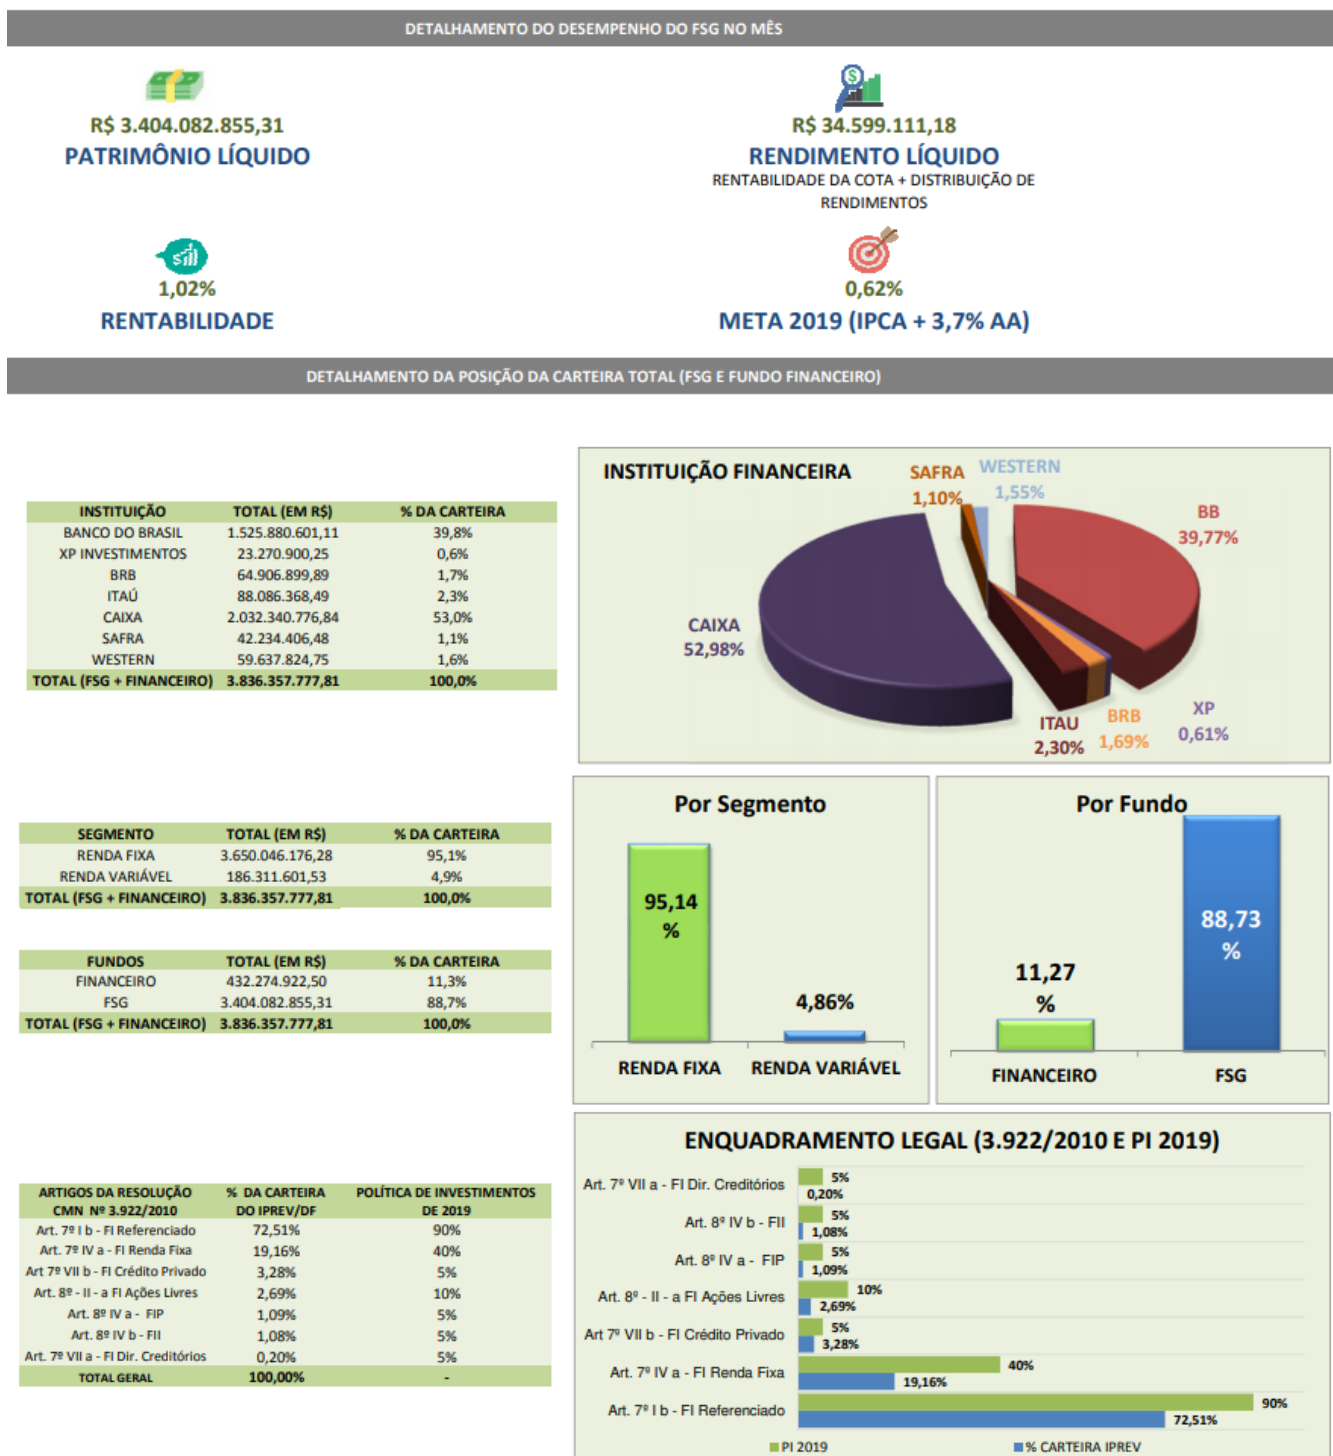 DETALHAMENTO DO DESEMPENHO DO FSG NO MÊS
R$ 3.404.082.855,31
PATRIMÔNIO LÍQUIDO
R$ 34.599.111,18
RENDIMENTO LÍQUIDO
RENTABILIDADE DA COTA + DISTRIBUIÇÃO DE
RENDIMENTOS
1,02%
RENTABILIDADE
0,62%
META 2019 (IPCA + 3,7% AA)
DETALHAMENTO DA POSIÇÃO DA CARTEIRA TOTAL (FSG E FUNDO FINANCEIRO)
INSTITUIÇÃO TOTAL (EM R$) % DA CARTEIRA
BANCO DO BRASIL 1.525.880.601,11 39,8%
XP INVESTIMENTOS 23.270.900,25 0,6%
BRB 64.906.899,89 1,7%
ITAÚ 88.086.368,49 2,3%
CAIXA 2.032.340.776,84 53,0%
SAFRA 42.234.406,48 1,1%
WESTERN 59.637.824,75 1,6%
TOTAL (FSG + FINANCEIRO) 3.836.357.777,81 100,0%
INSTITUIÇÃO FINANCEIRA
SAFRA
1,10%
WESTERN
1,55%
BB
39,77%
CAIXA
52,98%
ITAU
2,30%
BRB
1,69%
XP
0,61%
SEGMENTO TOTAL (EM R$) % DA CARTEIRA
RENDA FIXA 3.650.046.176,28 95,1%
RENDA VARIÁVEL 186.311.601,53 4,9%
TOTAL (FSG + FINANCEIRO) 3.836.357.777,81 100,0%
FUNDOS TOTAL (EM R$) % DA CARTEIRA
FINANCEIRO 432.274.922,50 11,3%
FSG 3.404.082.855,31 88,7%
TOTAL (FSG + FINANCEIRO) 3.836.357.777,81 100,0%
Por Segmento
95,14
%
4,86%
RENDA FIXA RENDA VARIÁVEL
Por Fundo
11,27
%
88,73
%
FINANCEIRO FSG
ARTIGOS DA RESOLUÇÃO % DA CARTEIRA POLÍTICA DE INVESTIMENTOS
CMN Nº 3.922/2010 DO IPREV/DF DE 2019
Art. 7º I b - FI Referenciado 72,51% 90%
Art. 7º IV a - FI Renda Fixa 19,16% 40%
Art 7º VII b - FI Crédito Privado 3,28% 5%
Art. 8º - II - a FI Ações Livres 2,69% 10%
Art. 8º IV a - FIP 1,09% 5%
Art. 8º IV b - FII 1,08% 5%
Art. 7º VII a - FI Dir. Creditórios 0,20% 5%
TOTAL GERAL 100,00% -
ENQUADRAMENTO LEGAL (3.922/2010 E PI 2019)
Art. 7º VII a - FI Dir. Creditórios 5%
0,20%
Art. 8º IV b - FII 5%
1,08%
Art. 8º IV a - FIP 5%
1,09%
Art. 8º - II - a FI Ações Livres 10%
2,69%
Art 7º VII b - FI Crédito Privado 5%
3,28%
Art. 7º IV a - FI Renda Fixa 40%
19,16%
Art. 7º I b - FI Referenciado 90%
72,51%
PI 2019 % CARTEIRA IPREV